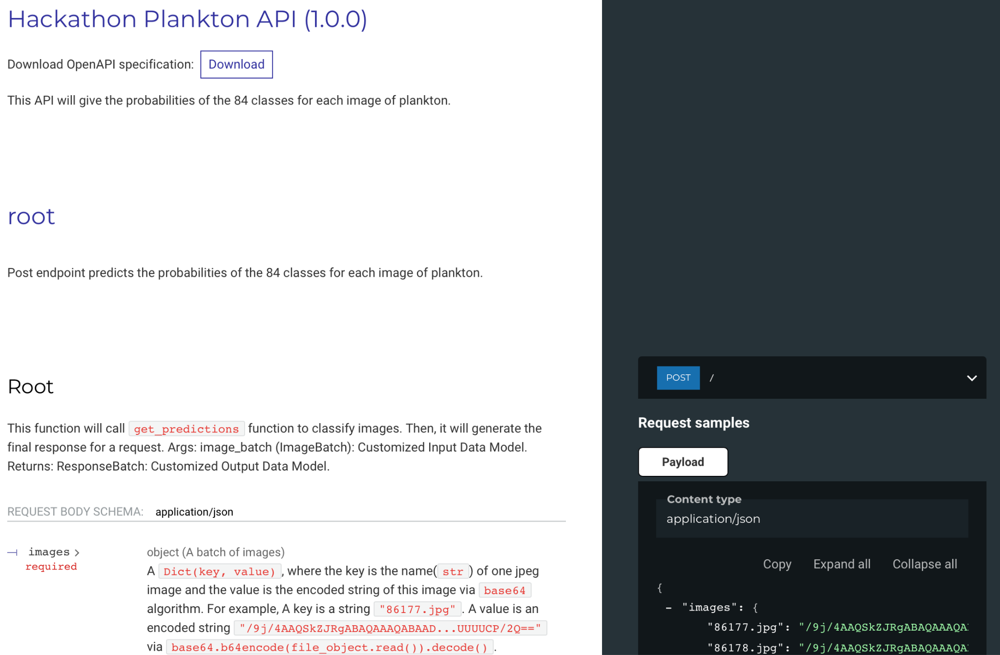 Hackathon Plankton API (1.0.0)
Download OpenAPI specification: Download
This API will give the probabilities of the 84 classes for each image of plankton.
root
Post endpoint predicts the probabilities of the 84 classes for each image of plankton.
Root
This function will call get_predictions function to classify images. Then, it will generate the
final response for a request. Args: image_batch (ImageBatch): Customized Input Data Model.
Returns: ResponseBatch: Customized Output Data Model.
REQUEST BODY SCHEMA: application/json
images
required
object (A batch of images)
A Dict(key, value), where the key is the name(str) of one jpeg
image and the value is the encoded string of this image via base64
algorithm. For example, A key is a string "86177.jpg". A value is an
encoded string "/9j/4AAQSkZJRgABAQAAAQABAAD...UUUUCP/2Q=="
via base64.b64encode(file_object.read()).decode().
POST /
Request samples
Payload
Content type
application/json
Copy Expand all Collapse all
{
- "images": {
"86177.jpg": "/9j/4AAQSkZJRgABAQAAAQA
"86178.jpg": "/9j/4AAQSkZJRgABAQAAAQA